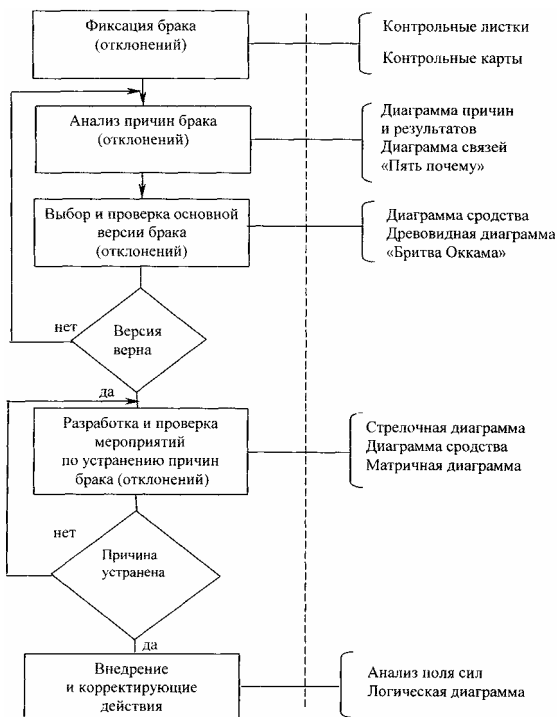 Фиксация брака
(отклонений)
Контрольные листки
Контрольные карты
Анализ причин брака
(отклонений)
Диаграмма причин
и результатов
Диаграмма связей
«Пять почему»
Выбор и проверка основной
версии брака
(отклонений)
Диаграмма сродства
Древовидная диаграмма
«Бритва Оккама»
нет
Версия
верна
да
Разработка и проверка
мероприятий
по устранению причин
брака (отклонений)
Стрелочная диаграмма
Диаграмма сродства
Матричная диаграмма
нет
Причина
устранена
да
Внедрение
и корректирующие
действия
Анализ поля сил
Логическая диаграмма